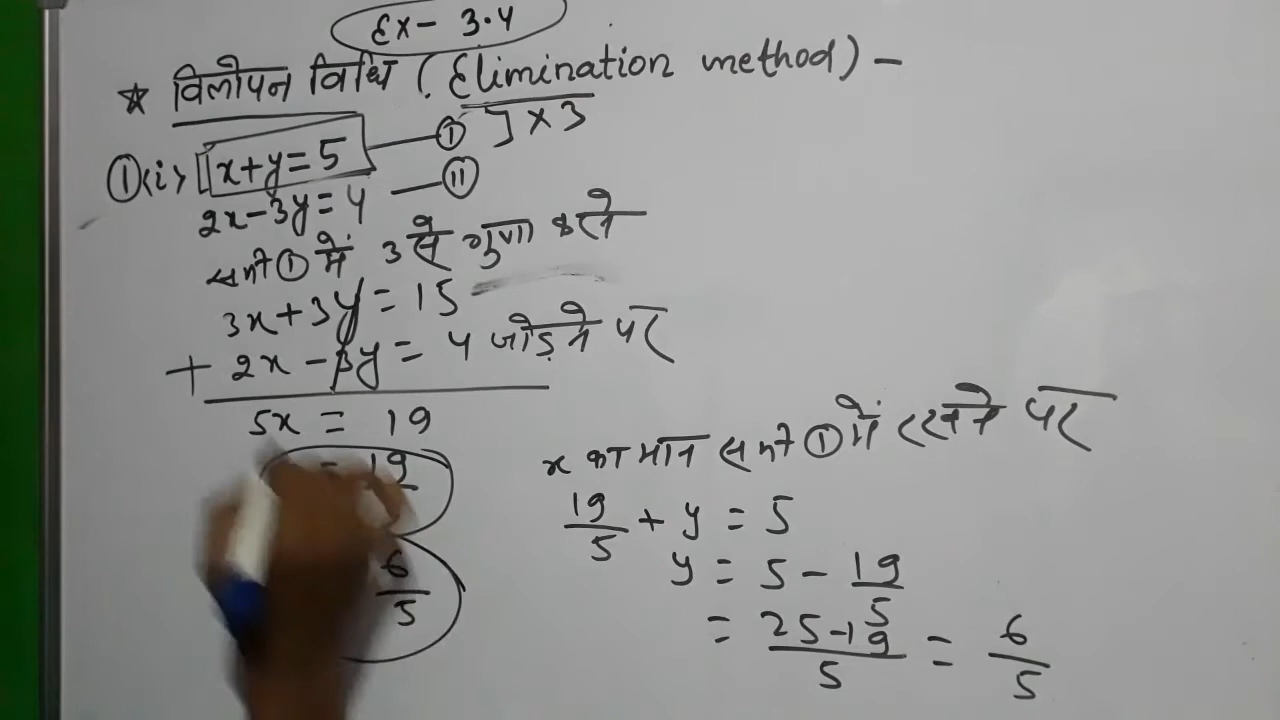 Ex- 3.4
★ विलोपन विधि (Elimination method) -
①(i) x+y=5 — ① ] × 3
2x-3y=4 — ⑪
समी ① में 3 से गुणा करने
3x+3y=15
+ 2x-3y=4 जोड़ने पर
5x = 19
= 19
6/5
x का मान समी ① में रखने पर
19/5 + y = 5
y = 5 - 19/5
= 25-19/5 = 6/5